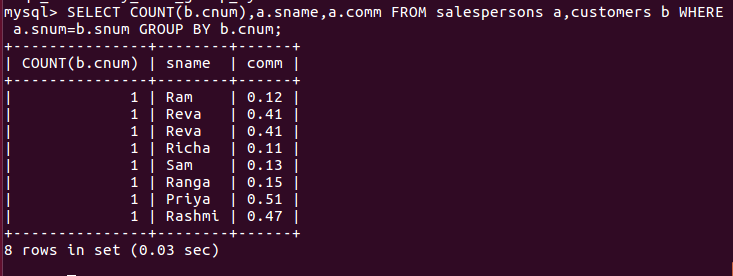 mysql> SELECT COUNT(b.cnum),a.sname,a.comm FROM salespersons a,customers b WHERE
 a.snum=b.snum GROUP BY b.cnum;
+---------------+--------+------+
| COUNT(b.cnum) | sname  | comm |
+---------------+--------+------+
|             1 | Ram    | 0.12 |
|             1 | Reva   | 0.41 |
|             1 | Reva   | 0.41 |
|             1 | Richa  | 0.11 |
|             1 | Sam    | 0.13 |
|             1 | Ranga  | 0.15 |
|             1 | Priya  | 0.51 |
|             1 | Rashmi | 0.47 |
+---------------+--------+------+
8 rows in set (0.03 sec)